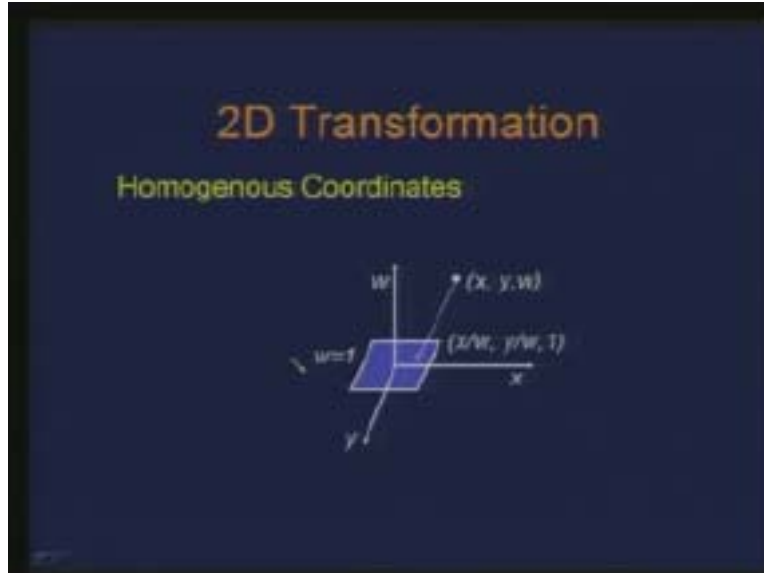 2D Transformation
Homogenous Coordinates
w
(x, y,w)
w=1
(x/w, y/w,1)
x
y